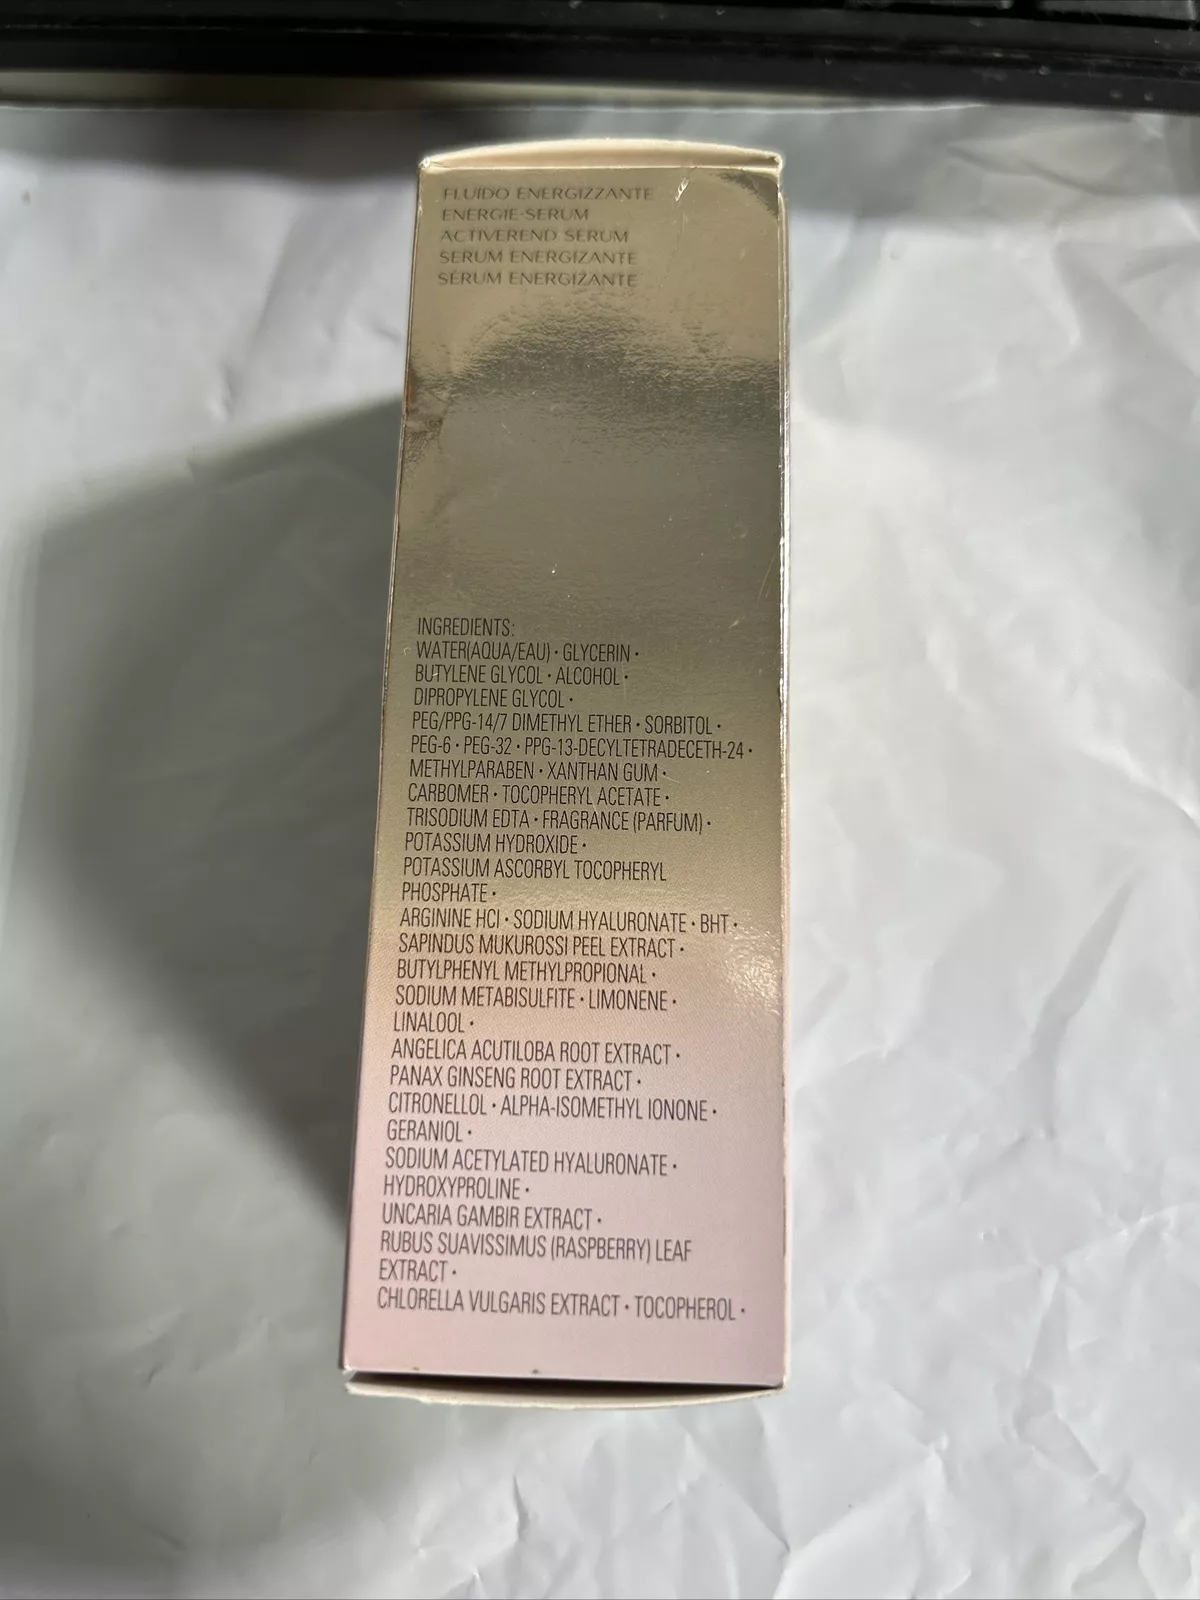 FLUIDO ENERGIZZANTE
ENERGIE-SERUM
ACTIVEREND SERUM
SERUM ENERGIZANTE
SÉRUM ENERGIZANTE
INGREDIENTS:
WATER(AQUA/EAU) • GLYCERIN •
BUTYLENE GLYCOL • ALCOHOL •
DIPROPYLENE GLYCOL •
PEG/PPG-14/7 DIMETHYL ETHER • SORBITOL •
PEG-6 • PEG-32 • PPG-13-DECYLTETRADECETH-24 •
METHYLPARABEN • XANTHAN GUM •
CARBOMER • TOCOPHERYL ACETATE •
TRISODIUM EDTA • FRAGRANCE (PARFUM) •
POTASSIUM HYDROXIDE •
POTASSIUM ASCORBYL TOCOPHERYL
PHOSPHATE •
ARGININE HCl • SODIUM HYALURONATE • BHT •
SAPINDUS MUKUROSSI PEEL EXTRACT •
BUTYLPHENYL METHYLPROPIONAL •
SODIUM METABISULFITE • LIMONENE •
LINALOOL •
ANGELICA ACUTILOBA ROOT EXTRACT •
PANAX GINSENG ROOT EXTRACT •
CITRONELLOL • ALPHA-ISOMETHYL IONONE •
GERANIOL •
SODIUM ACETYLATED HYALURONATE •
HYDROXYPROLINE •
UNCARIA GAMBIR EXTRACT •
RUBUS SUAVISSIMUS (RASPBERRY) LEAF
EXTRACT •
CHLORELLA VULGARIS EXTRACT • TOCOPHEROL •